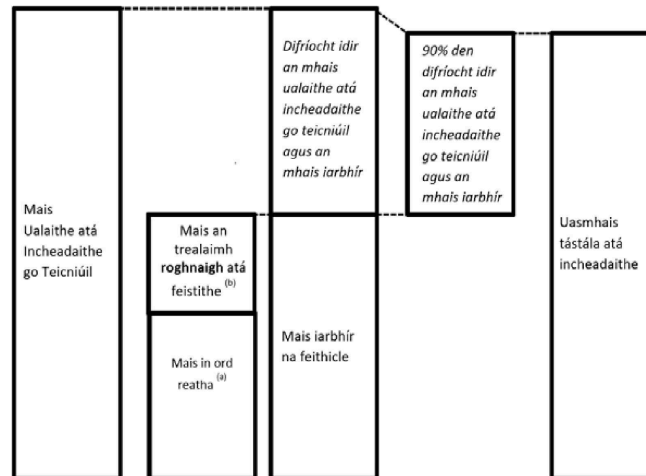 Mais
Ualaithe atá
Incheadaithe
go Teicniúil
Mais an
trealaimh
roghnaigh atá
feistithe (b)
Mais in ord
reatha (a)
Difríocht idir
an mhais
ualaithe atá
incheadaithe
go teicniúil
agus an
mhais iarbhír
Mais iarbhír
na feithicle
90% den
difríocht idir
an mhais
ualaithe atá
incheadaithe
go teicniúil
agus an
mhais iarbhír
Uasmhais
tástála atá
incheadaithe